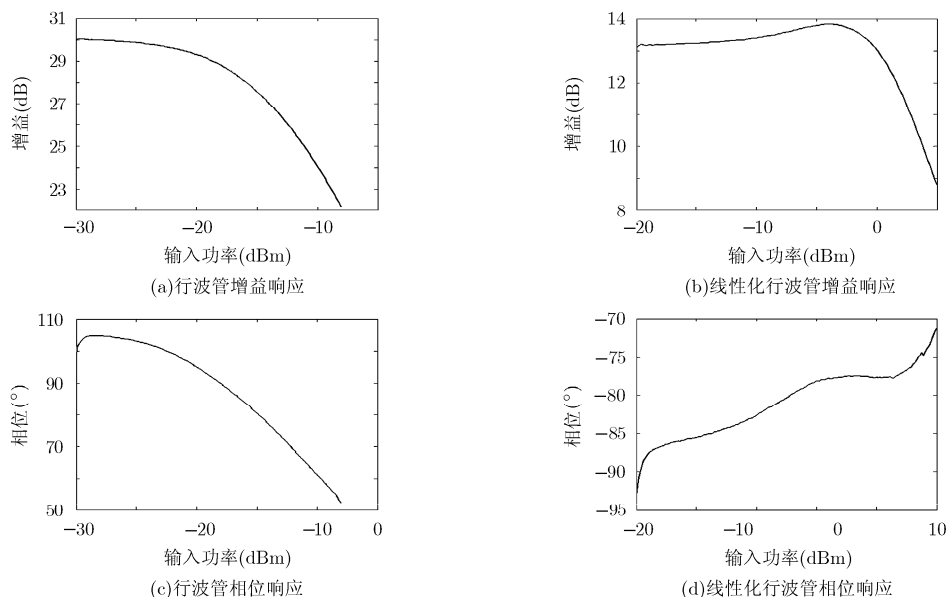 31
29
27
25
23
增益(dB)
−30
−20
−10
输入功率(dBm)
(a)行波管增益响应
14
12
10
8
增益(dB)
−20
−10
0
输入功率(dBm)
(b)线性化行波管增益响应
110
90
70
50
相位(°)
−30
−20
−10
0
输入功率(dBm)
(c)行波管相位响应
−70
−75
−80
−85
−90
−95
相位(°)
−20
−10
0
10
输入功率(dBm)
(d)线性化行波管相位响应